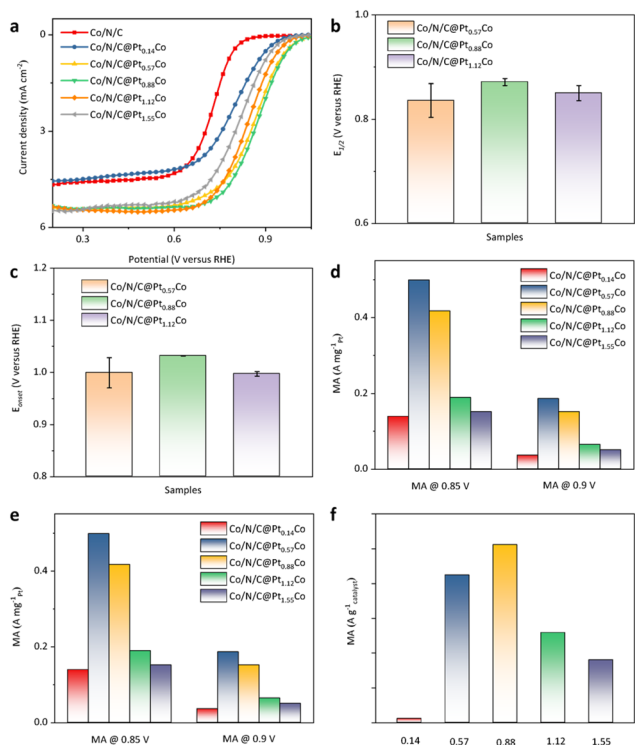 a
Co/N/C
Co/N/C@Pt0.14Co
Co/N/C@Pt0.57Co
Co/N/C@Pt0.88Co
Co/N/C@Pt1.12Co
Co/N/C@Pt1.55Co
0
3
6
Current density (mA cm-2)
0.3
0.6
0.9
Potential (V versus RHE)
b
Co/N/C@Pt0.57Co
Co/N/C@Pt0.88Co
Co/N/C@Pt1.12Co
1.0
0.8
0.6
E1/2 (V versus RHE)
Samples
c
Co/N/C@Pt0.57Co
Co/N/C@Pt0.88Co
Co/N/C@Pt1.12Co
1.2
1.1
1.0
0.9
0.8
Eonset (V versus RHE)
Samples
d
Co/N/C@Pt0.14Co
Co/N/C@Pt0.57Co
Co/N/C@Pt0.88Co
Co/N/C@Pt1.12Co
Co/N/C@Pt1.55Co
0.4
0.2
0.0
MA (A mg-1Pt)
MA @ 0.85 V
MA @ 0.9 V
e
Co/N/C@Pt0.14Co
Co/N/C@Pt0.57Co
Co/N/C@Pt0.88Co
Co/N/C@Pt1.12Co
Co/N/C@Pt1.55Co
0.4
0.2
0.0
MA (A mg-1Pt)
MA @ 0.85 V
MA @ 0.9 V
f
MA (A g-1catalyst)
0.14
0.57
0.88
1.12
1.55